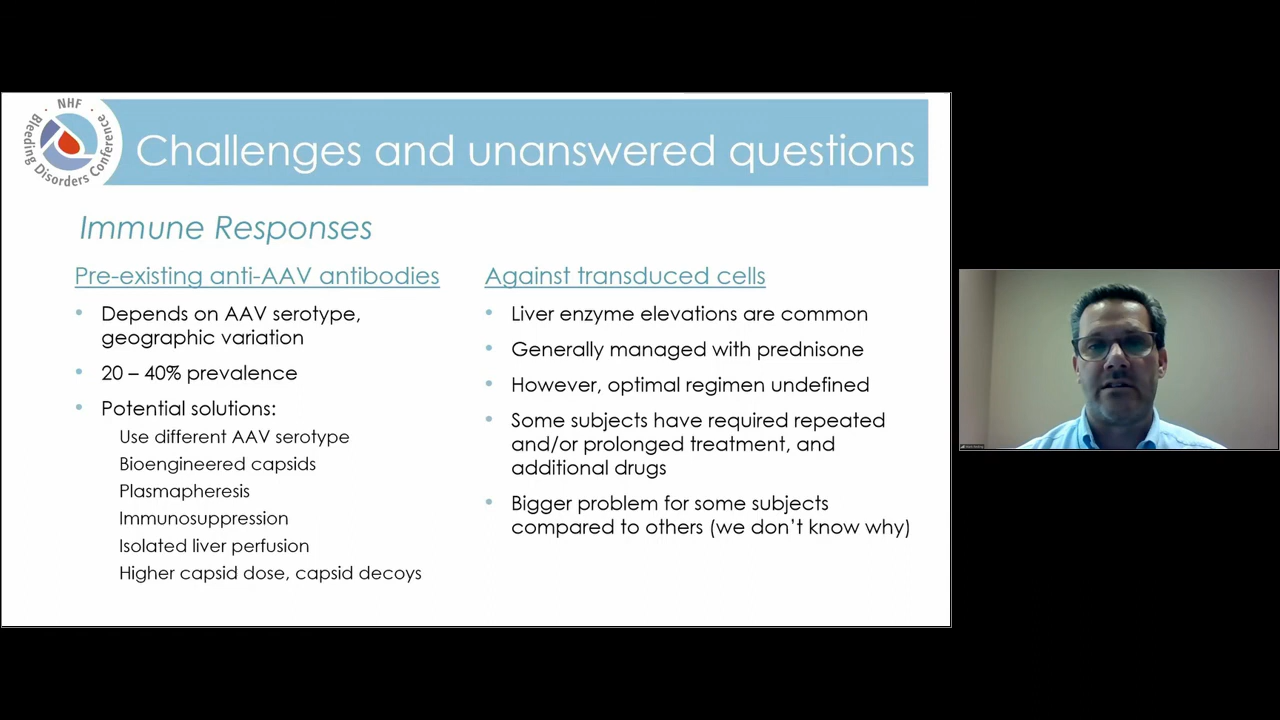 NHF
Bleeding Disorders Conference
Challenges and unanswered questions
Immune Responses
Pre-existing anti-AAV antibodies
• Depends on AAV serotype,
geographic variation
• 20 – 40% prevalence
• Potential solutions:
Use different AAV serotype
Bioengineered capsids
Plasmapheresis
Immunosuppression
Isolated liver perfusion
Higher capsid dose, capsid decoys
Against transduced cells
• Liver enzyme elevations are common
• Generally managed with prednisone
• However, optimal regimen undefined
• Some subjects have required repeated
and/or prolonged treatment, and
additional drugs
• Bigger problem for some subjects
compared to others (we don’t know why)